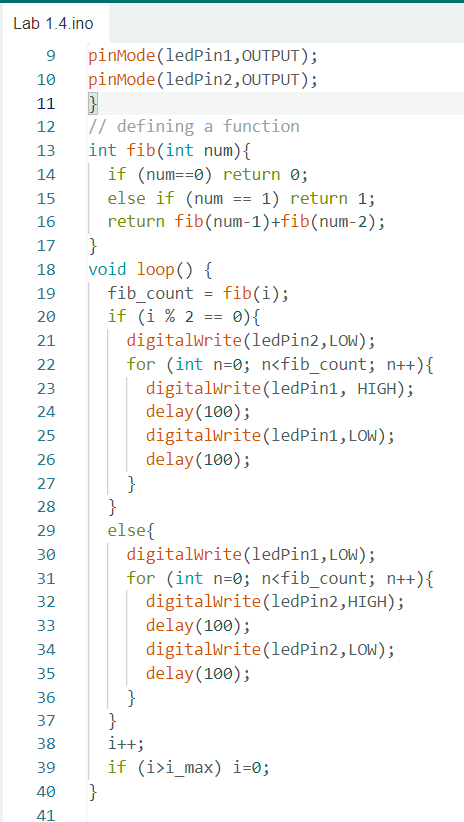 Lab 1.4.ino
9 pinMode(ledPin1,OUTPUT);
10 pinMode(ledPin2,OUTPUT);
11 }
12 // defining a function
13 int fib(int num){
14   if (num==0) return 0;
15   else if (num == 1) return 1;
16   return fib(num-1)+fib(num-2);
17 }
18 void loop() {
19   fib_count = fib(i);
20   if (i % 2 == 0){
21     digitalWrite(ledPin2,LOW);
22     for (int n=0; n<fib_count; n++){
23       digitalWrite(ledPin1, HIGH);
24       delay(100);
25       digitalWrite(ledPin1,LOW);
26       delay(100);
27     }
28   }
29   else{
30     digitalWrite(ledPin1,LOW);
31     for (int n=0; n<fib_count; n++){
32       digitalWrite(ledPin2,HIGH);
33       delay(100);
34       digitalWrite(ledPin2,LOW);
35       delay(100);
36     }
37   }
38   i++;
39   if (i>i_max) i=0;
40 }
41